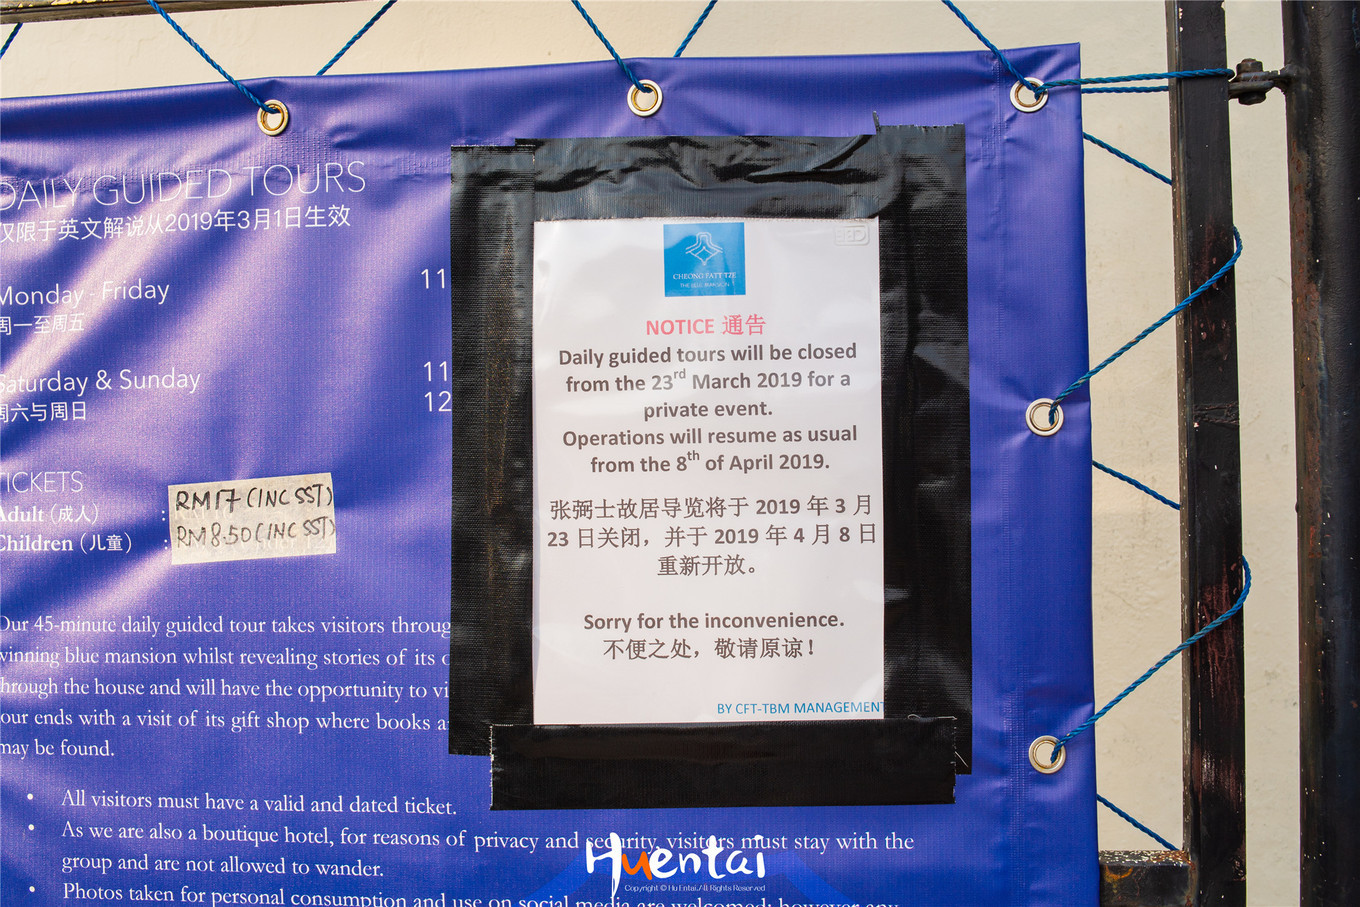 DAILY GUIDED TOURS
仅限于英文解说从2019年3月1日生效
Monday - Friday 11
周一至周五
Saturday & Sunday 11
周六与周日 12
TICKETS
Adult (成人) : RM17 (INC SST)
Children (儿童) : RM8.50 (INC SST)
Our 45-minute daily guided tour takes visitors throug
winning blue mansion whilst revealing stories of its
through the house and will have the opportunity to vi
tour ends with a visit of its gift shop where books a
may be found.
• All visitors must have a valid and dated ticket.
• As we are also a boutique hotel, for reasons of privacy and security, visitors must stay with the
group and are not allowed to wander.
• Photos taken for personal consumption and use on social media are welcomed; however any
CHEONG FATT TZE
THE BLUE MANSION
NOTICE 通告
Daily guided tours will be closed
from the 23rd March 2019 for a
private event.
Operations will resume as usual
from the 8th of April 2019.
张弼士故居导览将于 2019 年 3 月
23 日关闭，并于 2019 年 4 月 8 日
重新开放。
Sorry for the inconvenience.
不便之处，敬请原谅！
BY CFT-TBM MANAGEMENT
Huentai
Copyright © Hu Entai./All Rights Reserved